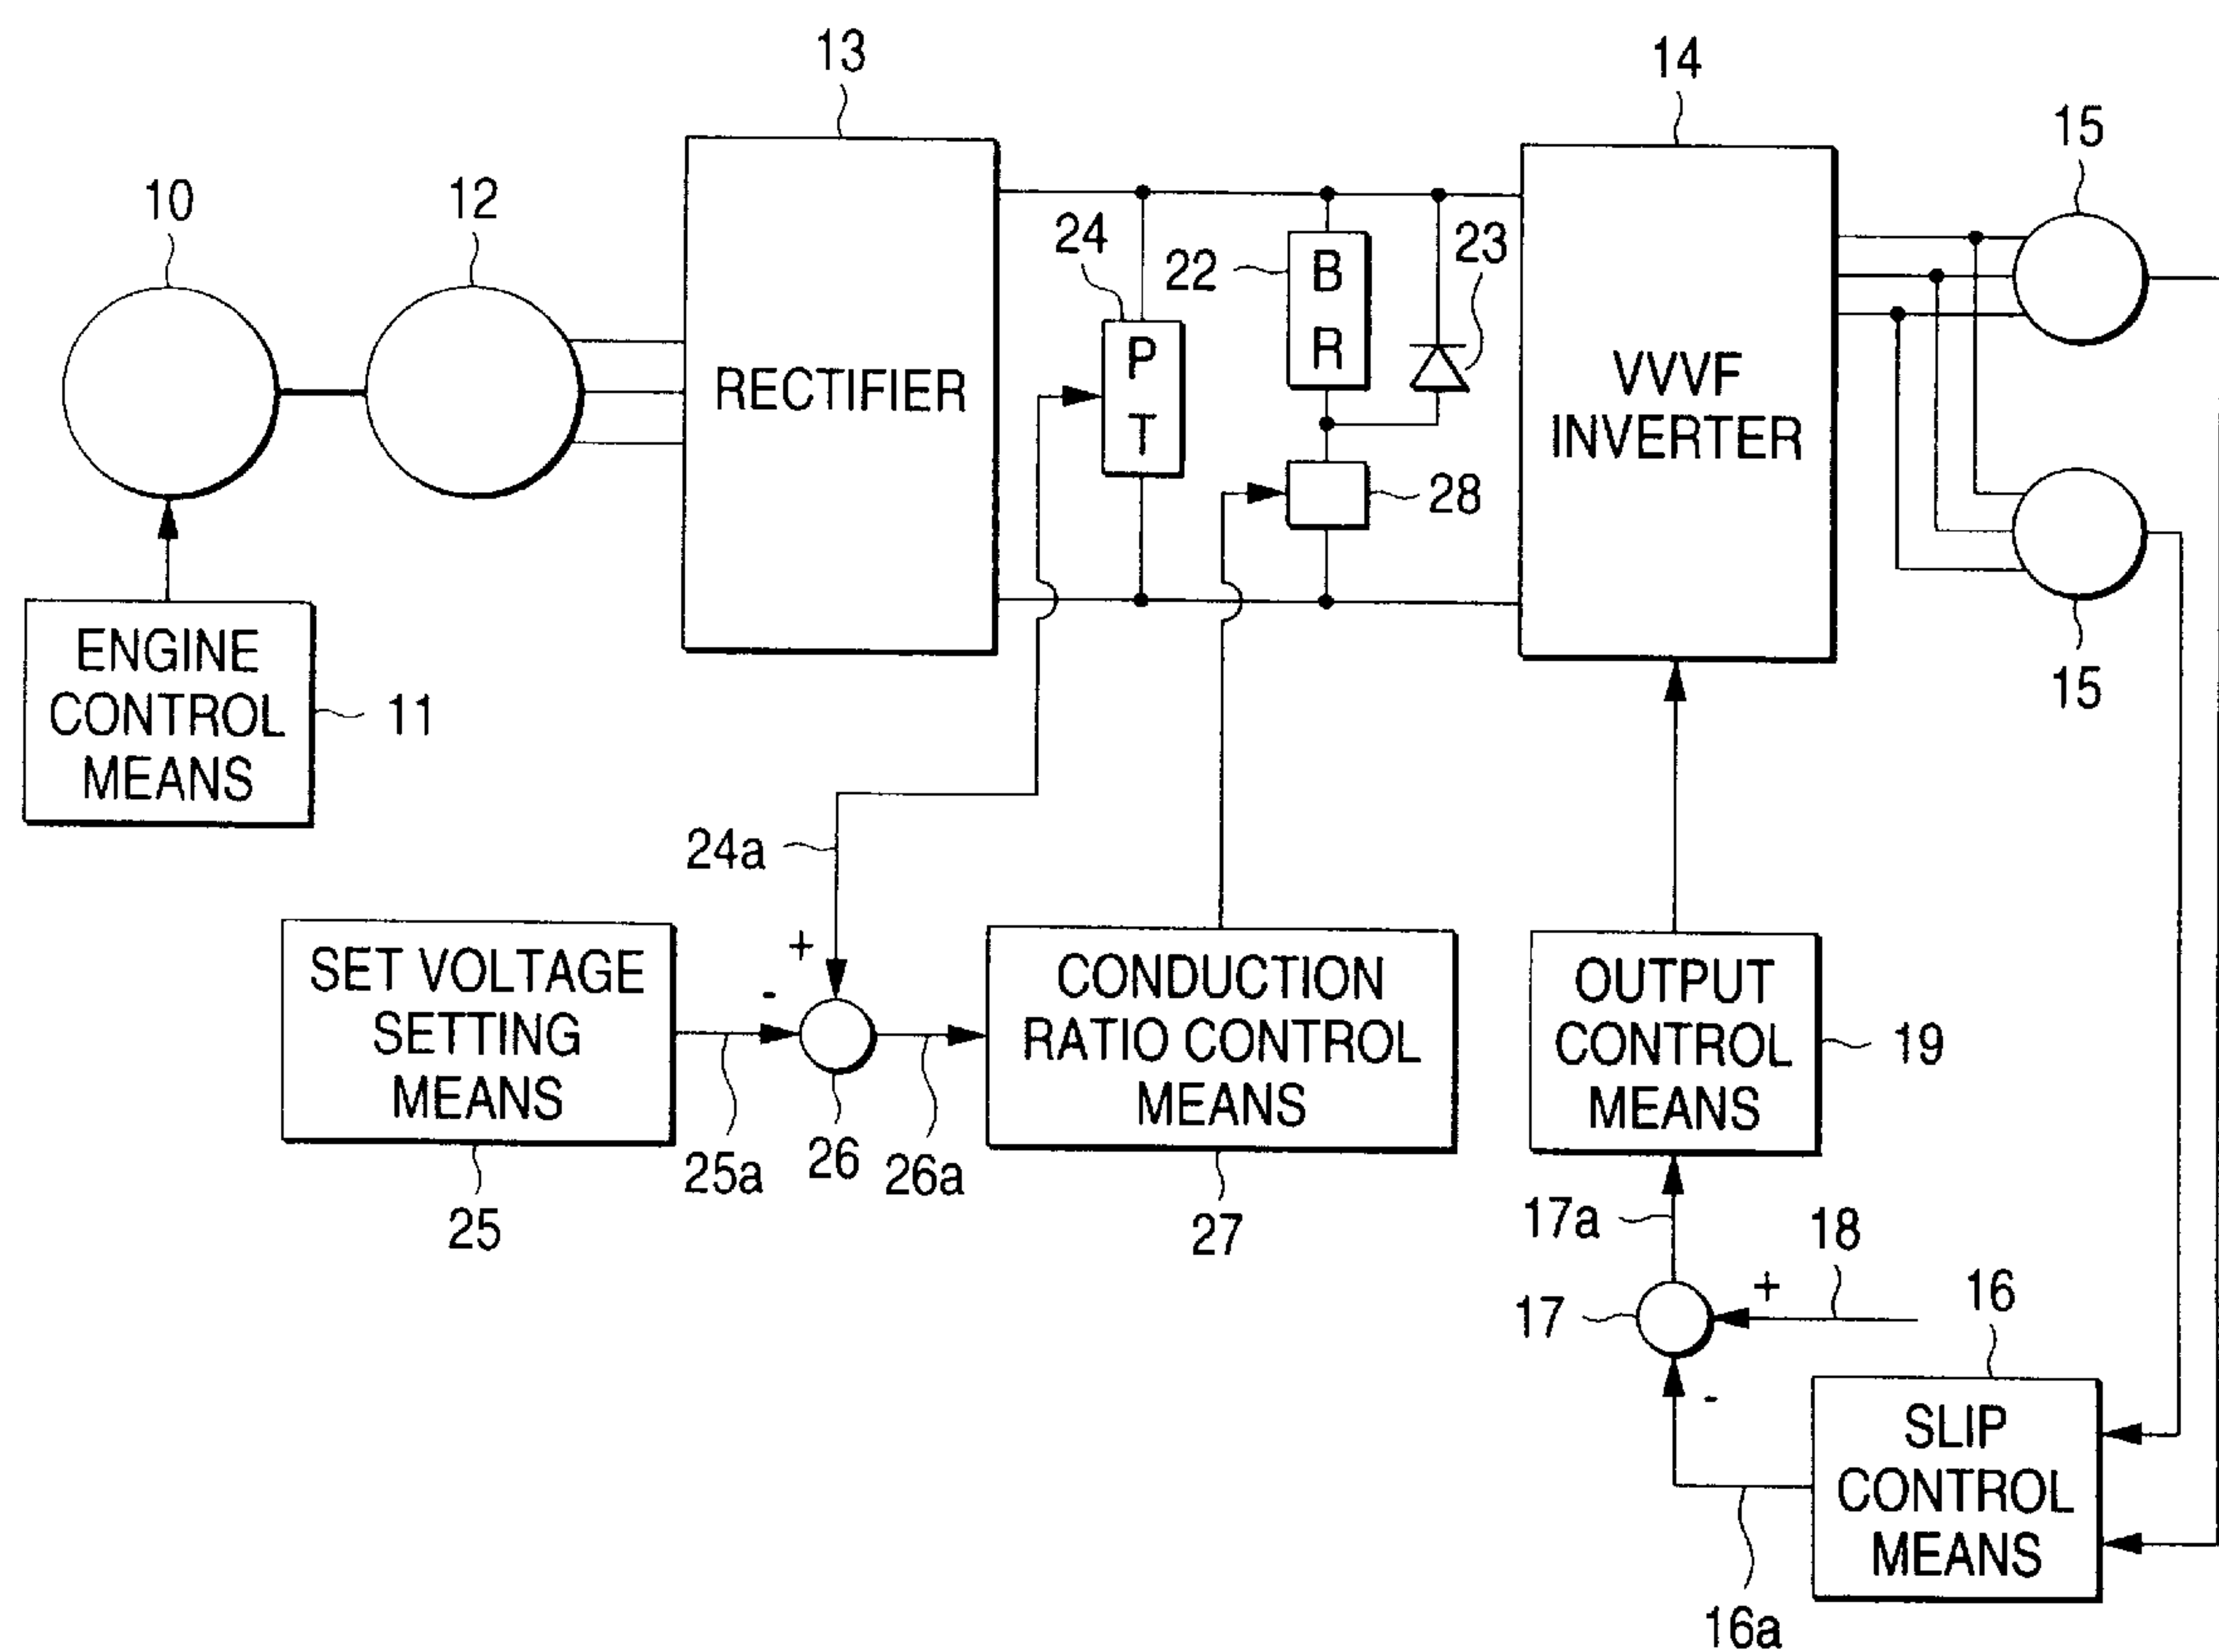 13
14
15
10
12
24
22
B
R
23
P
T
RECTIFIER
VVVF
INVERTER
28
15
ENGINE
CONTROL
MEANS
11
24a
+
-
SET VOLTAGE
SETTING
MEANS
CONDUCTION
RATIO CONTROL
MEANS
OUTPUT
CONTROL
MEANS
19
25a
26
26a
25
27
17a
18
+
17
16
-
SLIP
CONTROL
MEANS
16a